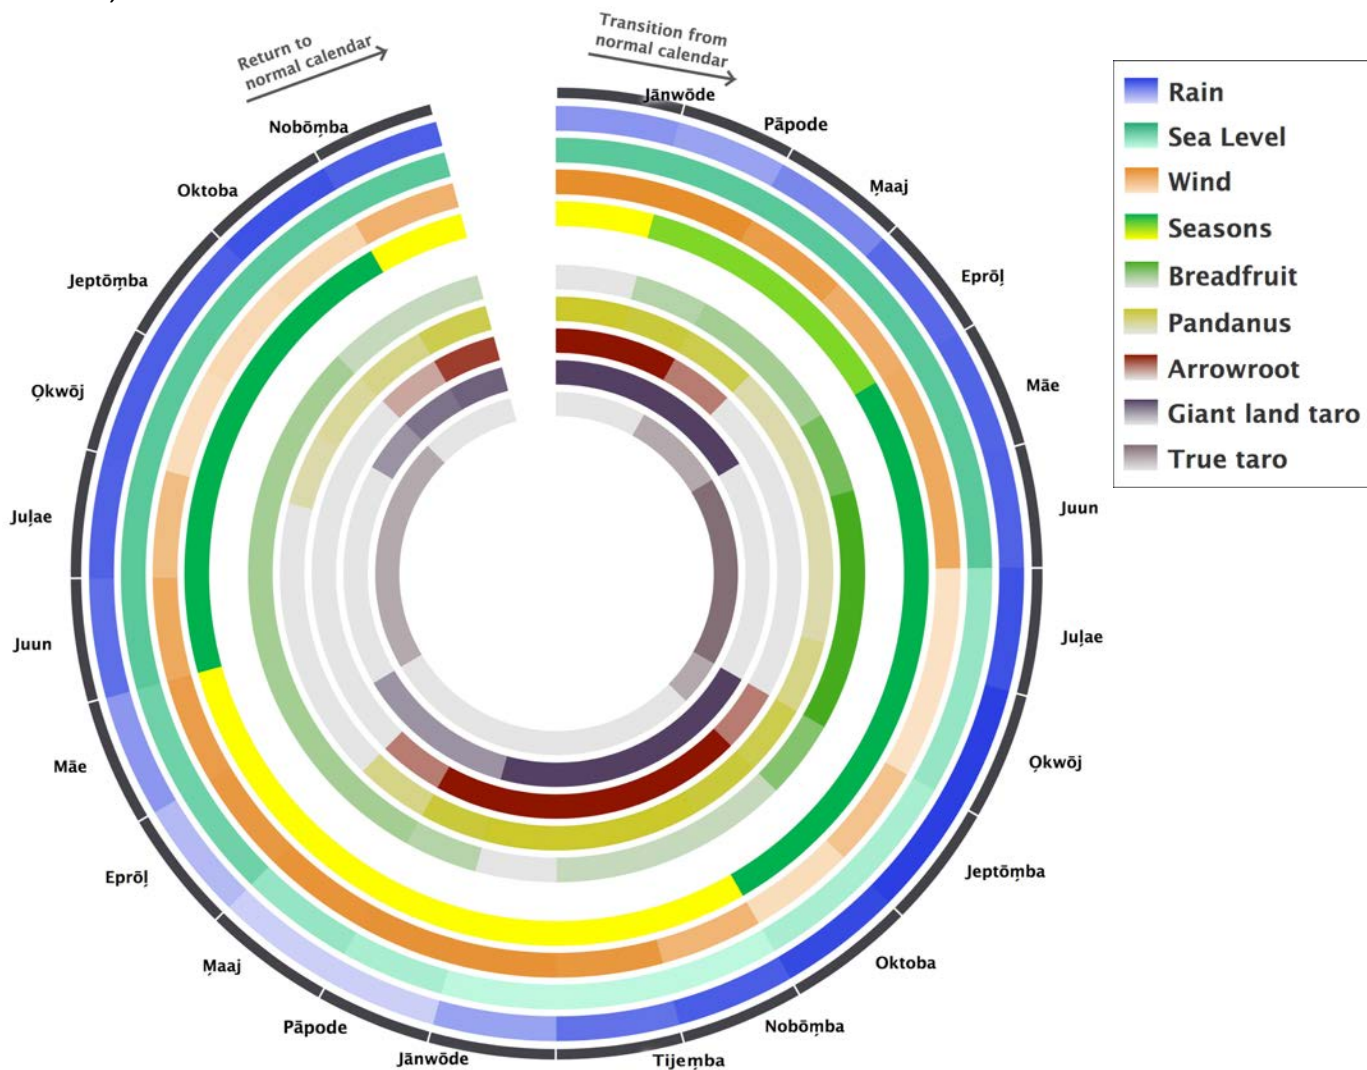 Return to
normal calendar
Transition from
normal calendar
Jānwōde
Pāpode
Ṃaaj
Eprōḷ
Māe
Juun
Juḷae
Ọkwōj
Jeptōṃba
Oktoba
Nobōṃba
Tijeṃba
Jānwōde
Pāpode
Ṃaaj
Eprōḷ
Māe
Juun
Juḷae
Ọkwōj
Jeptōṃba
Oktoba
Nobōṃba
Rain
Sea Level
Wind
Seasons
Breadfruit
Pandanus
Arrowroot
Giant land taro
True taro